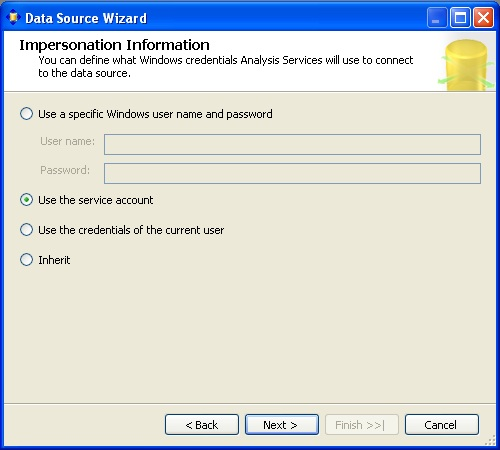 Data Source Wizard
Impersonation Information
You can define what Windows credentials Analysis Services will use to connect
to the data source.
Use a specific Windows user name and password
User name:
Password:
Use the service account
Use the credentials of the current user
Inherit
< Back Next > Finish >>| Cancel